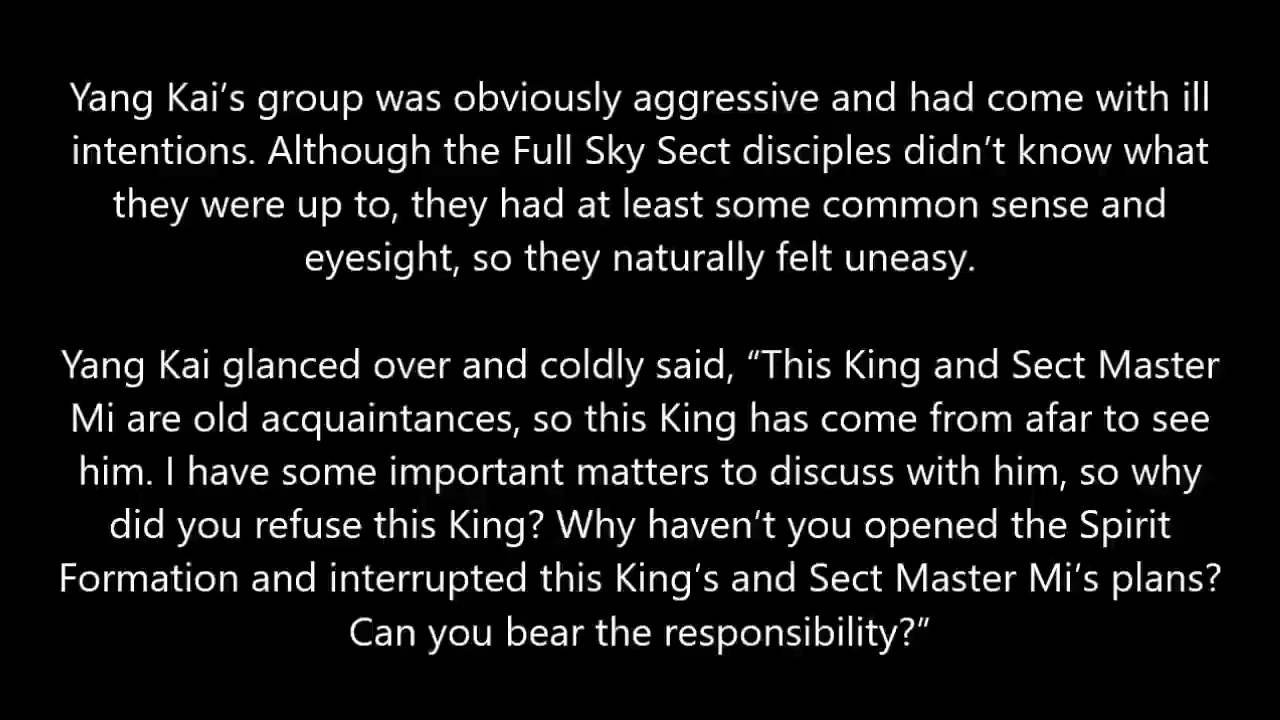 Yang Kai’s group was obviously aggressive and had come with ill
intentions. Although the Full Sky Sect disciples didn’t know what
they were up to, they had at least some common sense and
eyesight, so they naturally felt uneasy.
Yang Kai glanced over and coldly said, “This King and Sect Master
Mi are old acquaintances, so this King has come from afar to see
him. I have some important matters to discuss with him, so why
did you refuse this King? Why haven’t you opened the Spirit
Formation and interrupted this King’s and Sect Master Mi’s plans?
Can you bear the responsibility?”